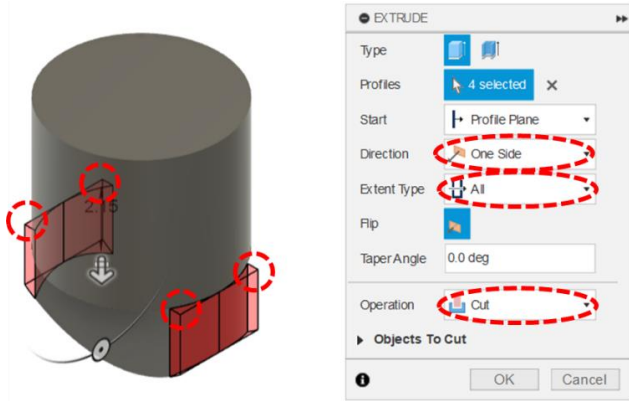 EXTRUDE
Type
Profiles 4 selected
Start Profile Plane
Direction One Side
Extent Type All
Flip
Taper Angle 0.0 deg
Operation Cut
Objects To Cut
OK Cancel
2.15